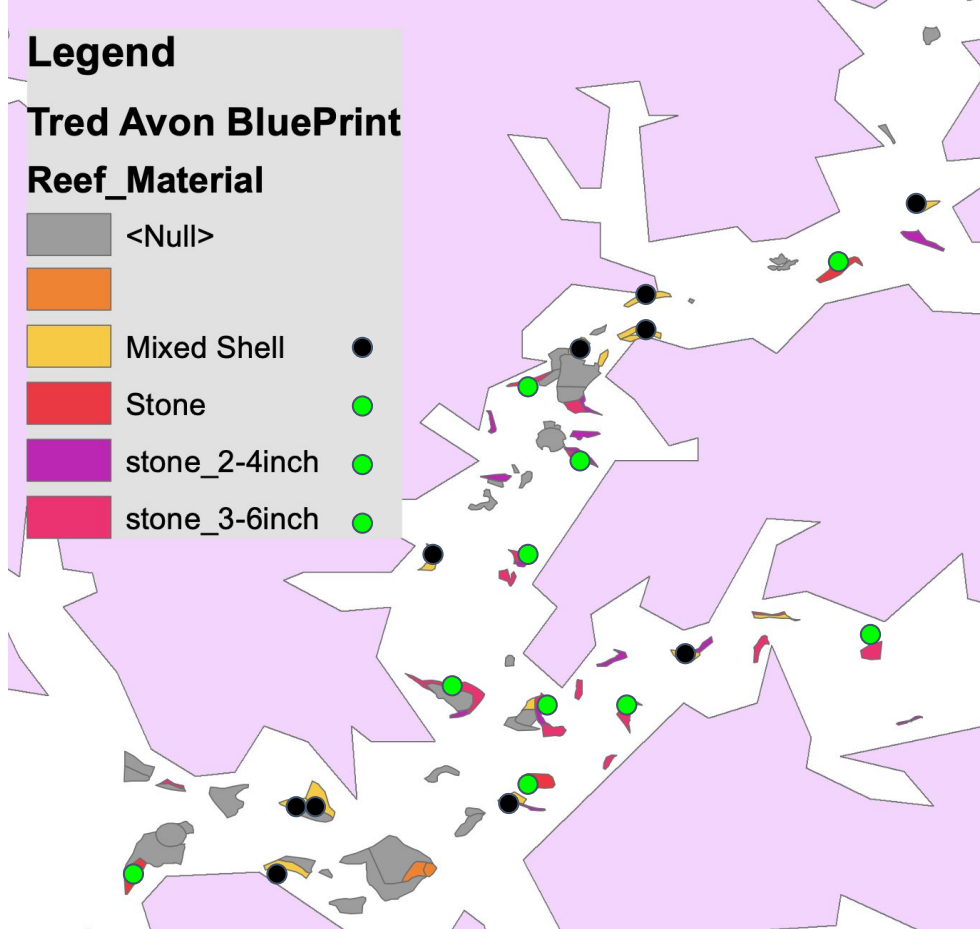 Legend
Tred Avon BluePrint
Reef_Material
<Null>
Mixed Shell
Stone
stone_2-4inch
stone_3-6inch